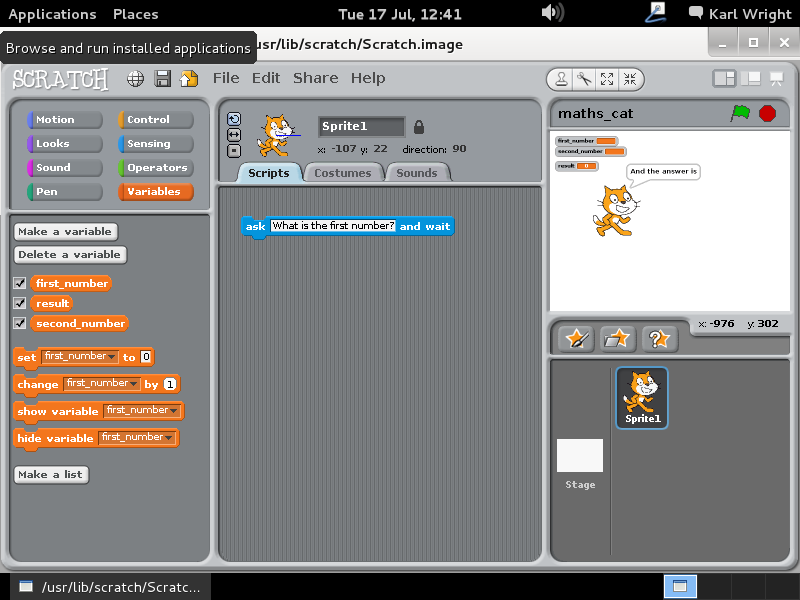 Applications Places Tue 17 Jul, 12:41 Karl Wright
Browse and run installed applications
usr/lib/scratch/Scratch.image
SCRATCH File Edit Share Help
Motion Control
Looks Sensing
Sound Operators
Pen Variables
Make a variable
Delete a variable
first_number
result
second_number
set first_number to 0
change first_number by 1
show variable first_number
hide variable first_number
Make a list
Sprite1
x: -107 y: 22 direction: 90
Scripts Costumes Sounds
ask What is the first number? and wait
maths_cat
first_number
second_number
result 0
And the answer is
x: -976 y: 302
Sprite1
Stage
/usr/lib/scratch/Scratc...